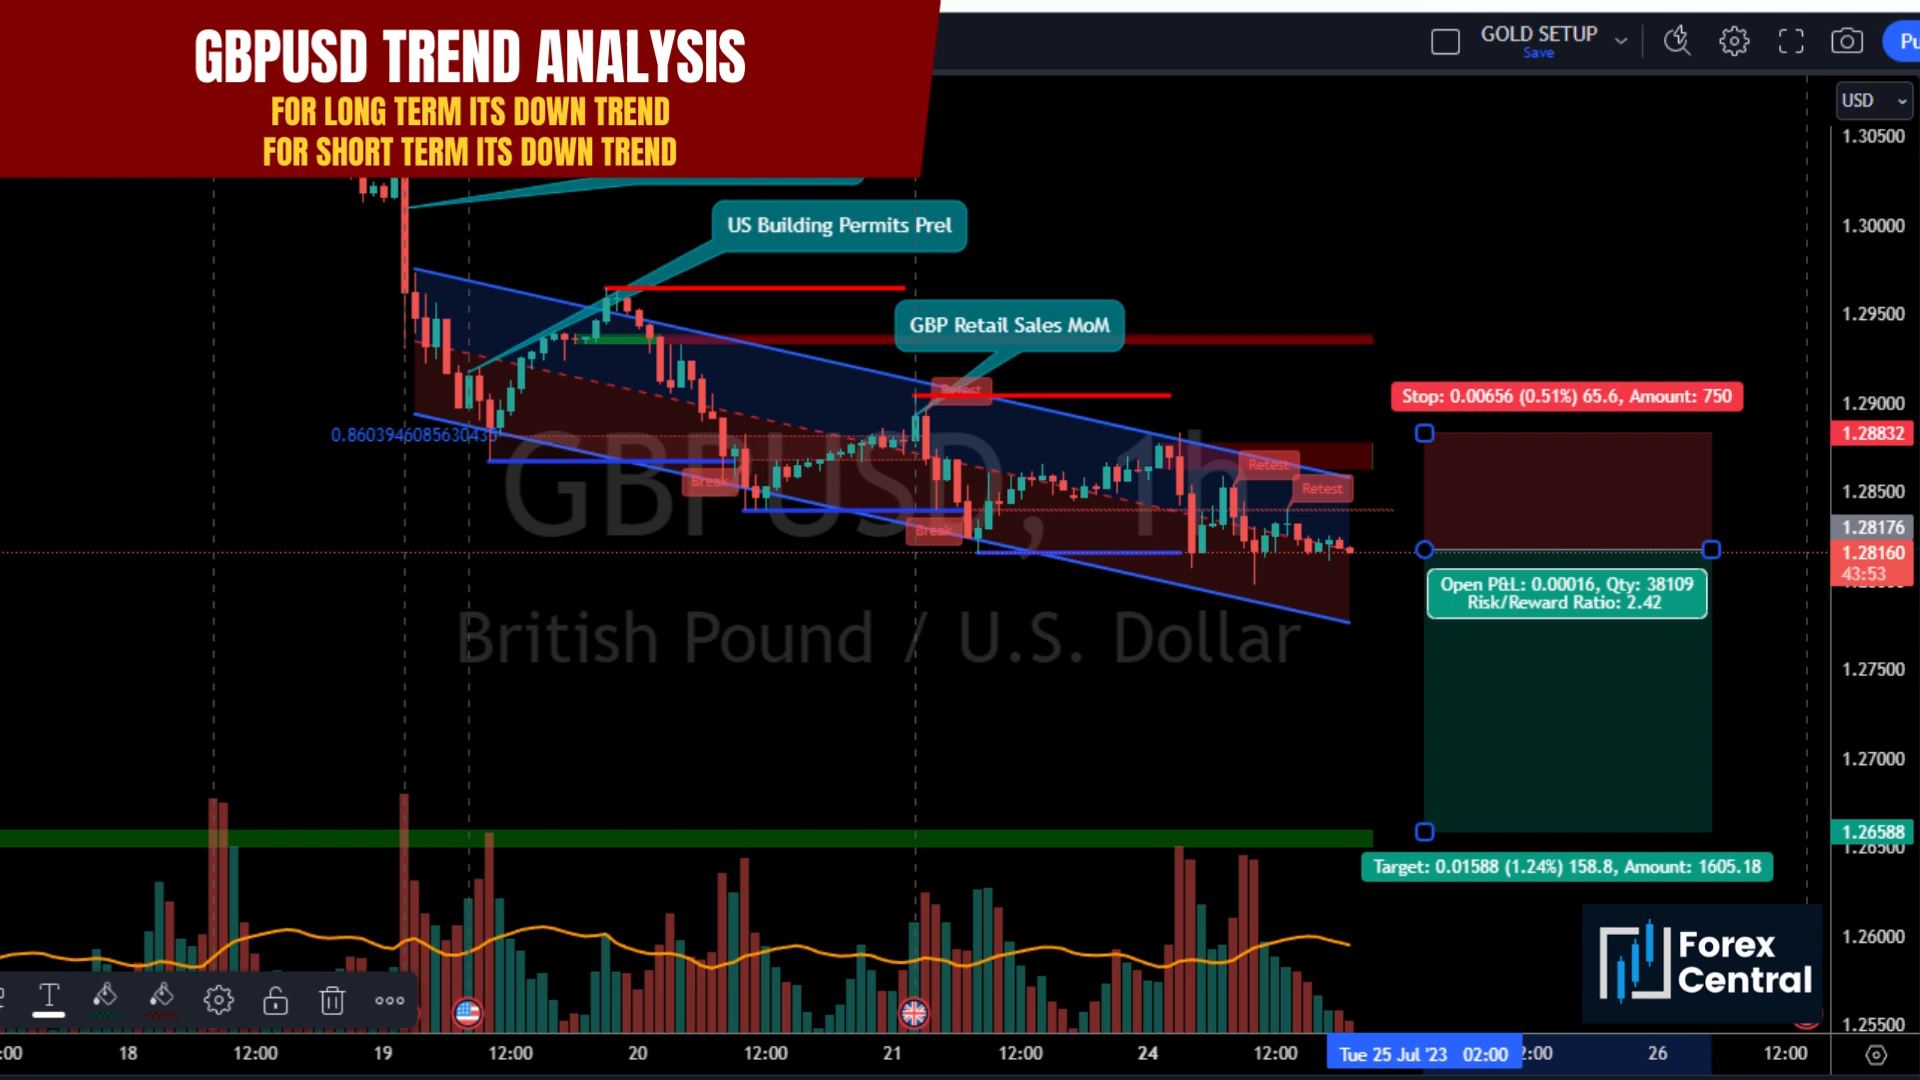 GBPUSD TREND ANALYSIS
FOR LONG TERM ITS DOWN TREND
FOR SHORT TERM ITS DOWN TREND
GOLD SETUP
Save
USD
1.30500
US Building Permits Prel
1.30000
1.29500
GBP Retail Sales MoM
Retest
Stop: 0.00656 (0.51%) 65.6, Amount: 750
1.29000
1.28832
Retest
Retest
Break
Break
1.28500
GBPUSD, 1h
British Pound / U.S. Dollar
1.28176
1.28160
43:53
Open P&L: 0.00016, Qty: 38109
Risk/Reward Ratio: 2.42
1.27500
1.27000
1.26588
Target: 0.01588 (1.24%) 158.8, Amount: 1605.18
1.26000
Forex
Central
1.25500
T
:00 18 12:00 19 12:00 20 12:00 21 12:00 24 12:00 Tue 25 Jul '23 02:00 2:00 26 12:00